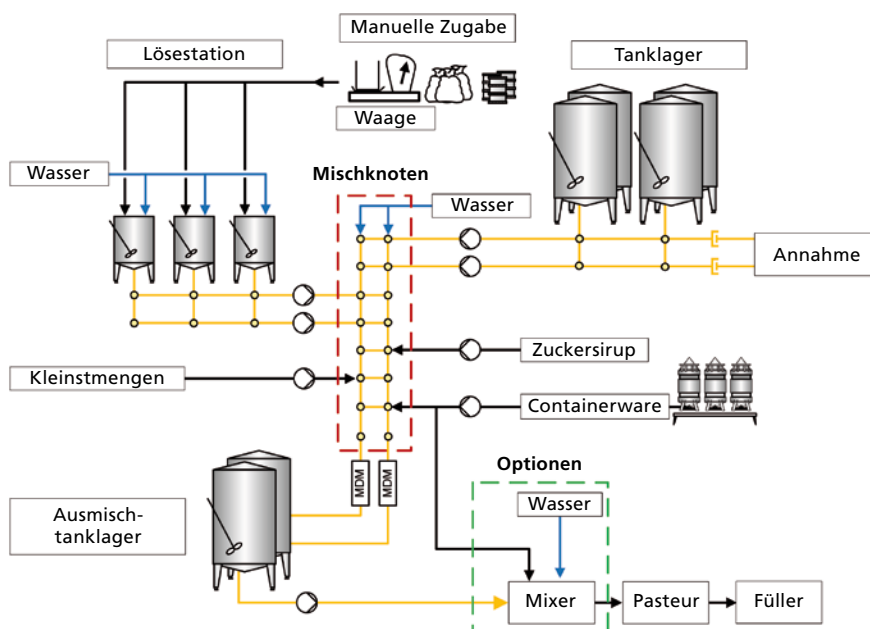 Manuelle Zugabe
Lösestation
Tanklager
Waage
Wasser
Mischknoten
Wasser
Annahme
Zuckersirup
Kleinstmengen
Containerware
MDM
MDM
Optionen
Wasser
Ausmisch-
tanklager
Mixer
Pasteur
Füller